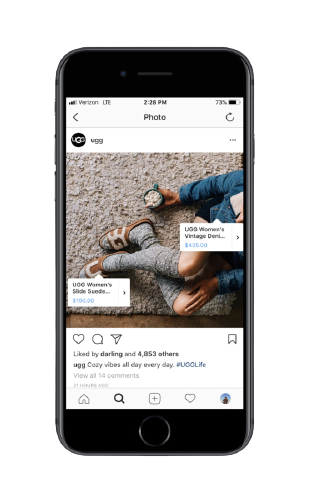 Verizon LTE 2:28 PM 73%
Photo
UGG ugg
UGG Women's
Vintage Deni...
$425.00
UGG Women's
Slide Suede...
$100.00
Liked by darling and 4,853 others
ugg Cozy vibes all day every day. #UGGLife
View all 14 comments
21 HOURS AGO